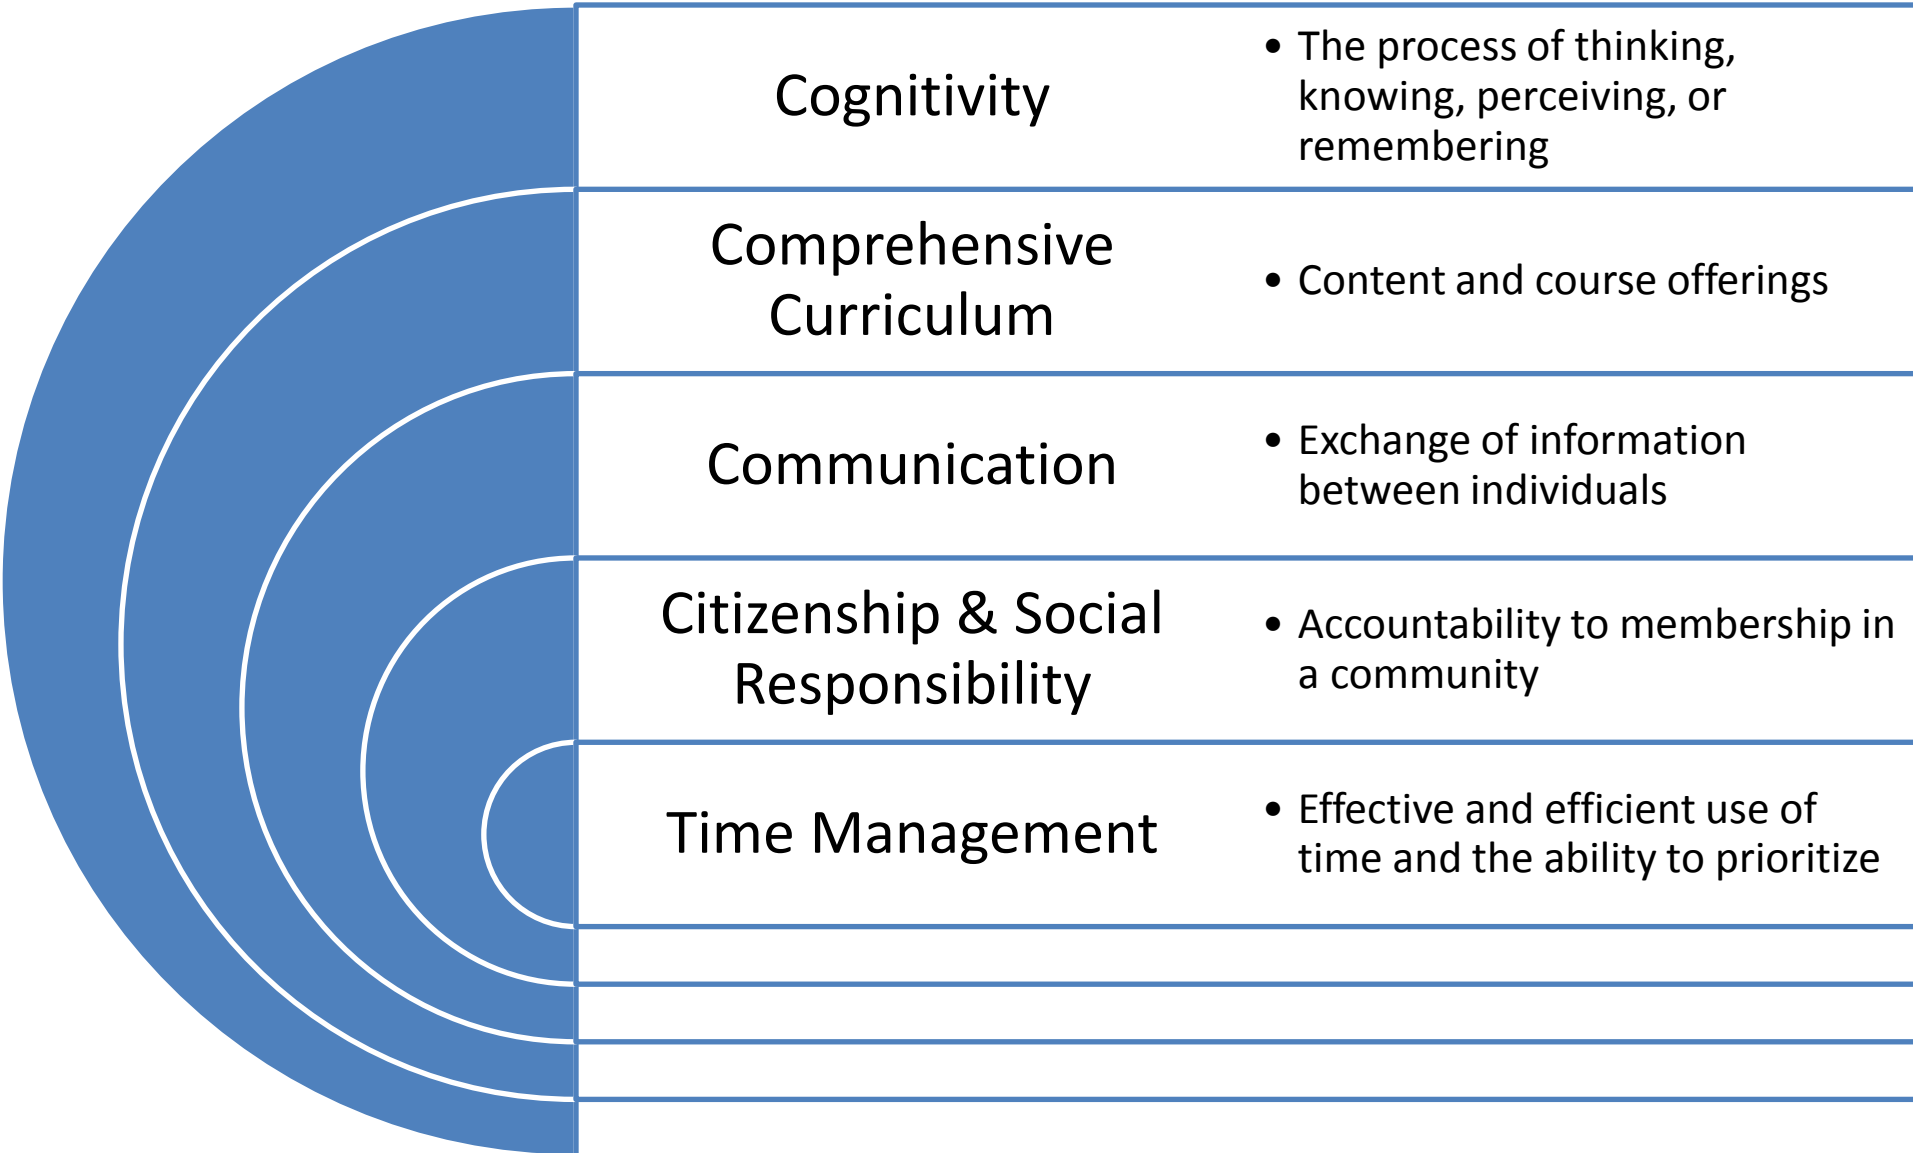 Cognitivity
• The process of thinking,
knowing, perceiving, or
remembering
Comprehensive
Curriculum
• Content and course offerings
Communication
• Exchange of information
between individuals
Citizenship & Social
Responsibility
• Accountability to membership in
a community
Time Management
• Effective and efficient use of
time and the ability to prioritize